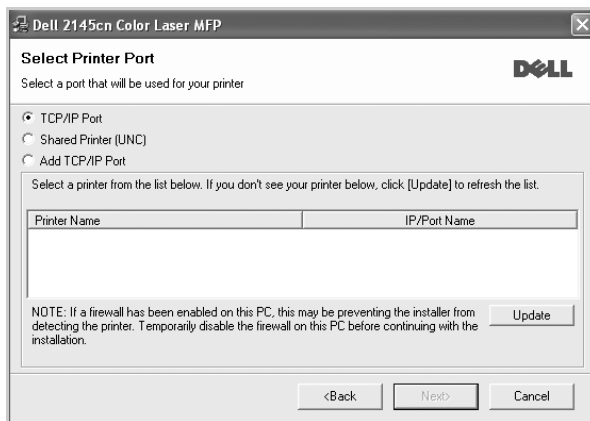 Dell 2145cn Color Laser MFP
Select Printer Port
Select a port that will be used for your printer
DELL
TCP/IP Port
Shared Printer (UNC)
Add TCP/IP Port
Select a printer from the list below. If you don't see your printer below, click [Update] to refresh the list.
Printer Name IP/Port Name
NOTE: If a firewall has been enabled on this PC, this may be preventing the installer from
detecting the printer. Temporarily disable the firewall on this PC before continuing with the
installation.
Update
<Back Next> Cancel